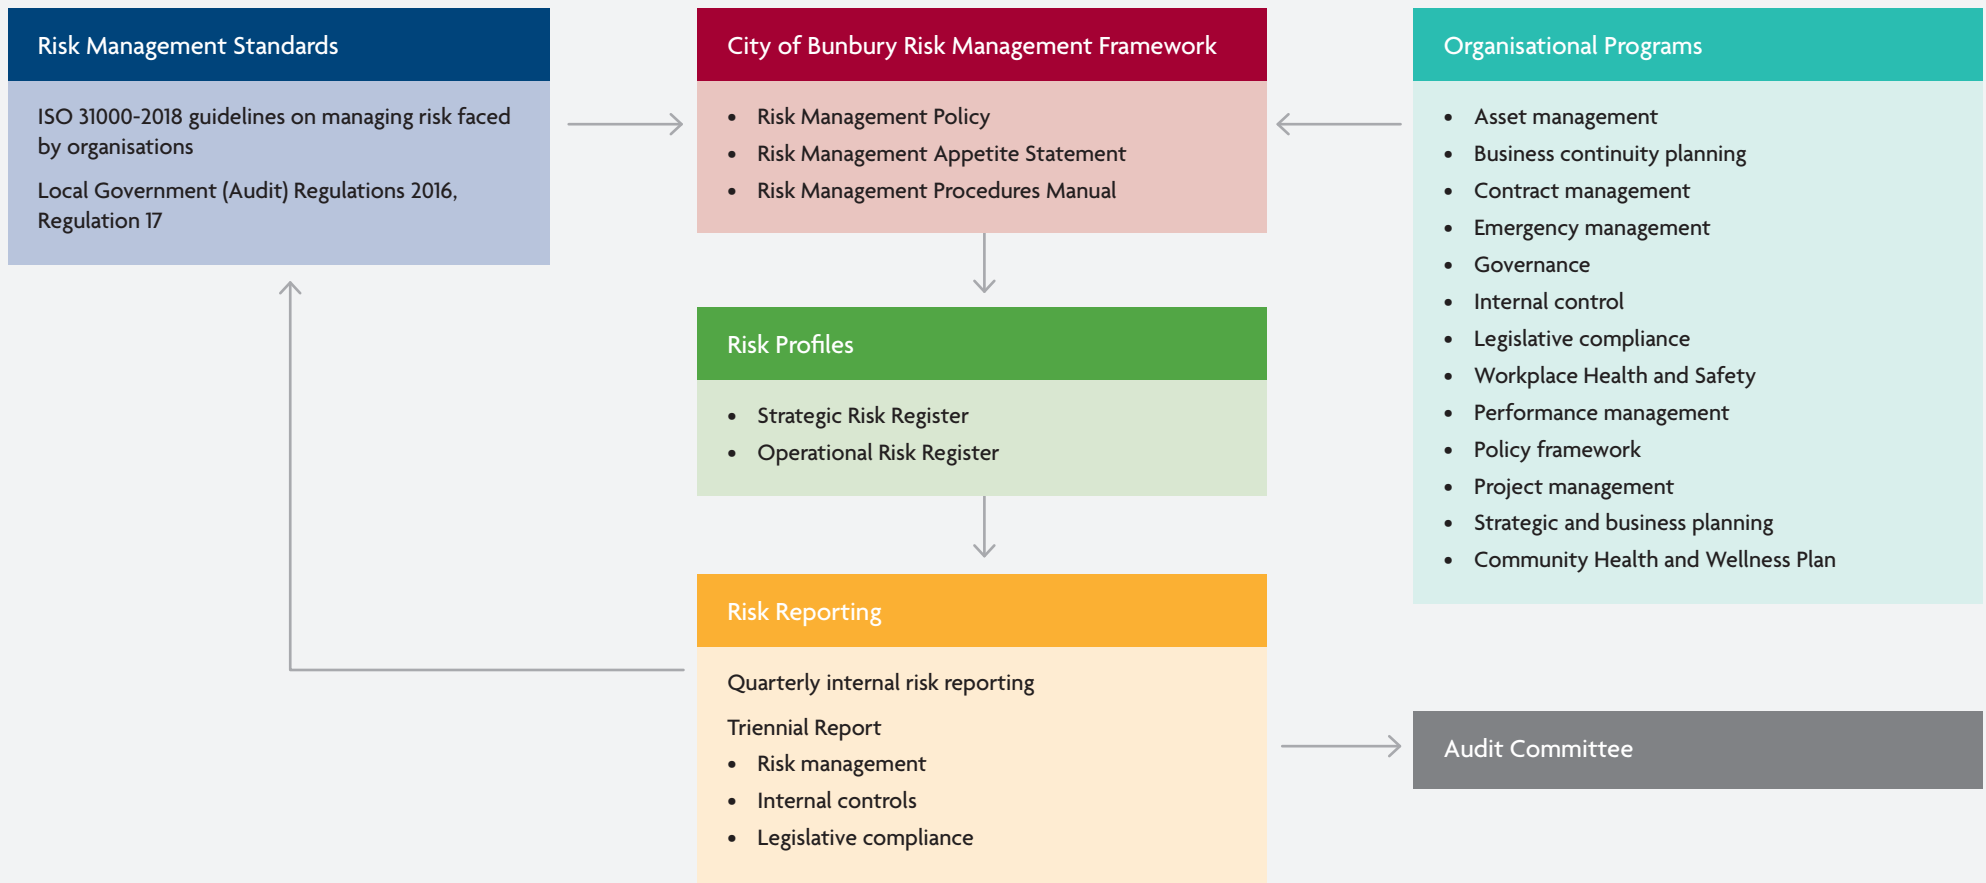 Risk Management Standards
ISO 31000-2018 guidelines on managing risk faced
by organisations
Local Government (Audit) Regulations 2016,
Regulation 17
City of Bunbury Risk Management Framework
• Risk Management Policy
• Risk Management Appetite Statement
• Risk Management Procedures Manual
Risk Profiles
• Strategic Risk Register
• Operational Risk Register
Risk Reporting
Quarterly internal risk reporting
Triennial Report
• Risk management
• Internal controls
• Legislative compliance
Organisational Programs
• Asset management
• Business continuity planning
• Contract management
• Emergency management
• Governance
• Internal control
• Legislative compliance
• Workplace Health and Safety
• Performance management
• Policy framework
• Project management
• Strategic and business planning
• Community Health and Wellness Plan
Audit Committee